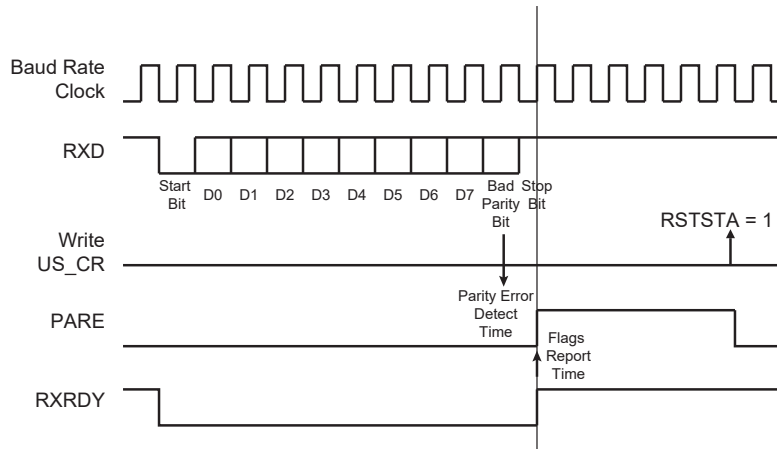 Baud Rate
Clock
RXD
Start
Bit
D0 D1 D2 D3 D4 D5 D6 D7
Bad
Parity
Bit
Stop
Bit
Write
US_CR
RSTSTA = 1
Parity Error
Detect
Time
PARE
Flags
Report
Time
RXRDY